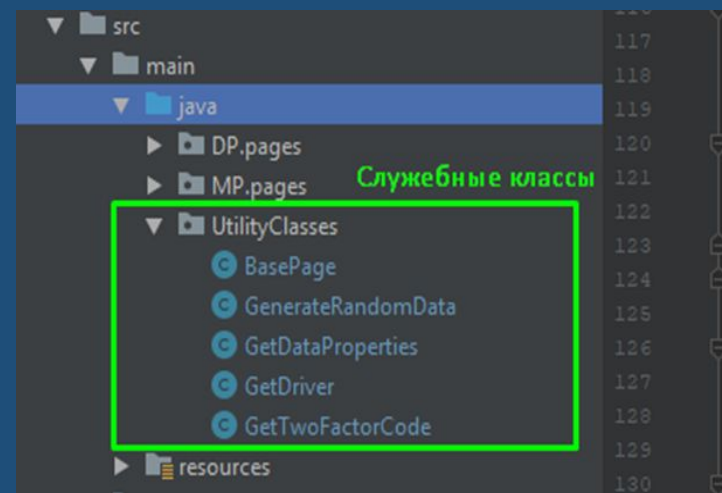 src
117
main
118
java
119
DP.pages
120
MP.pages
Служебные классы
121
122
UtilityClasses
123
BasePage
124
GenerateRandomData
125
GetDataProperties
126
GetDriver
127
GetTwoFactorCode
128
129
resources
130